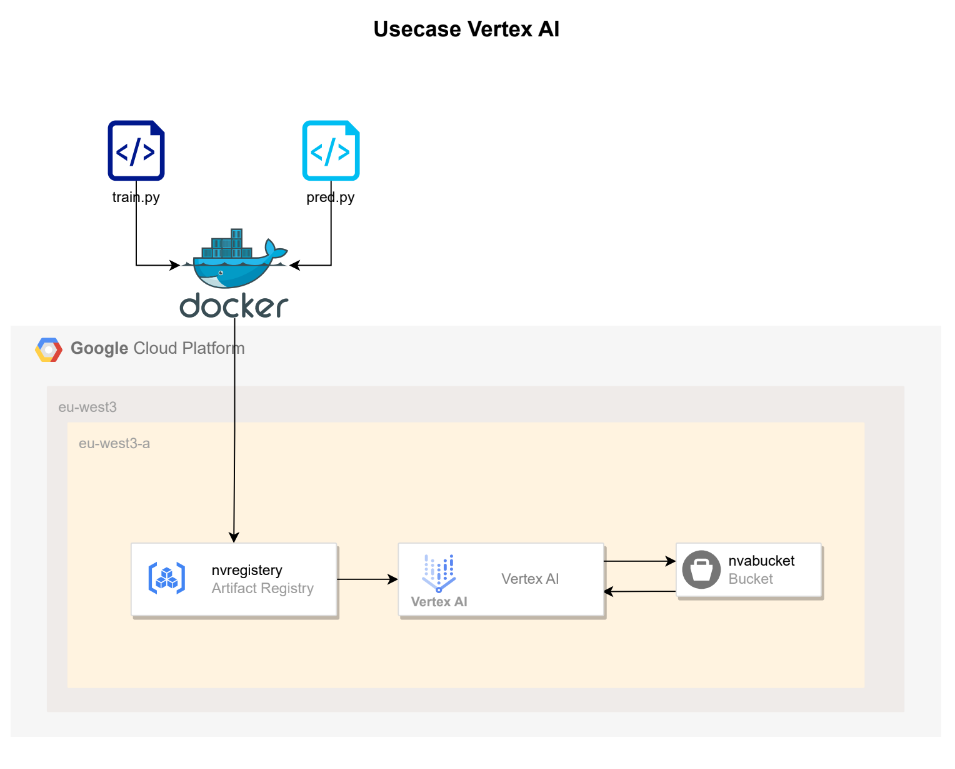 Usecase Vertex AI
train.py
pred.py
docker
Google Cloud Platform
eu-west3
eu-west3-a
nvregistery
Artifact Registry
Vertex AI
Vertex AI
nvabucket
Bucket